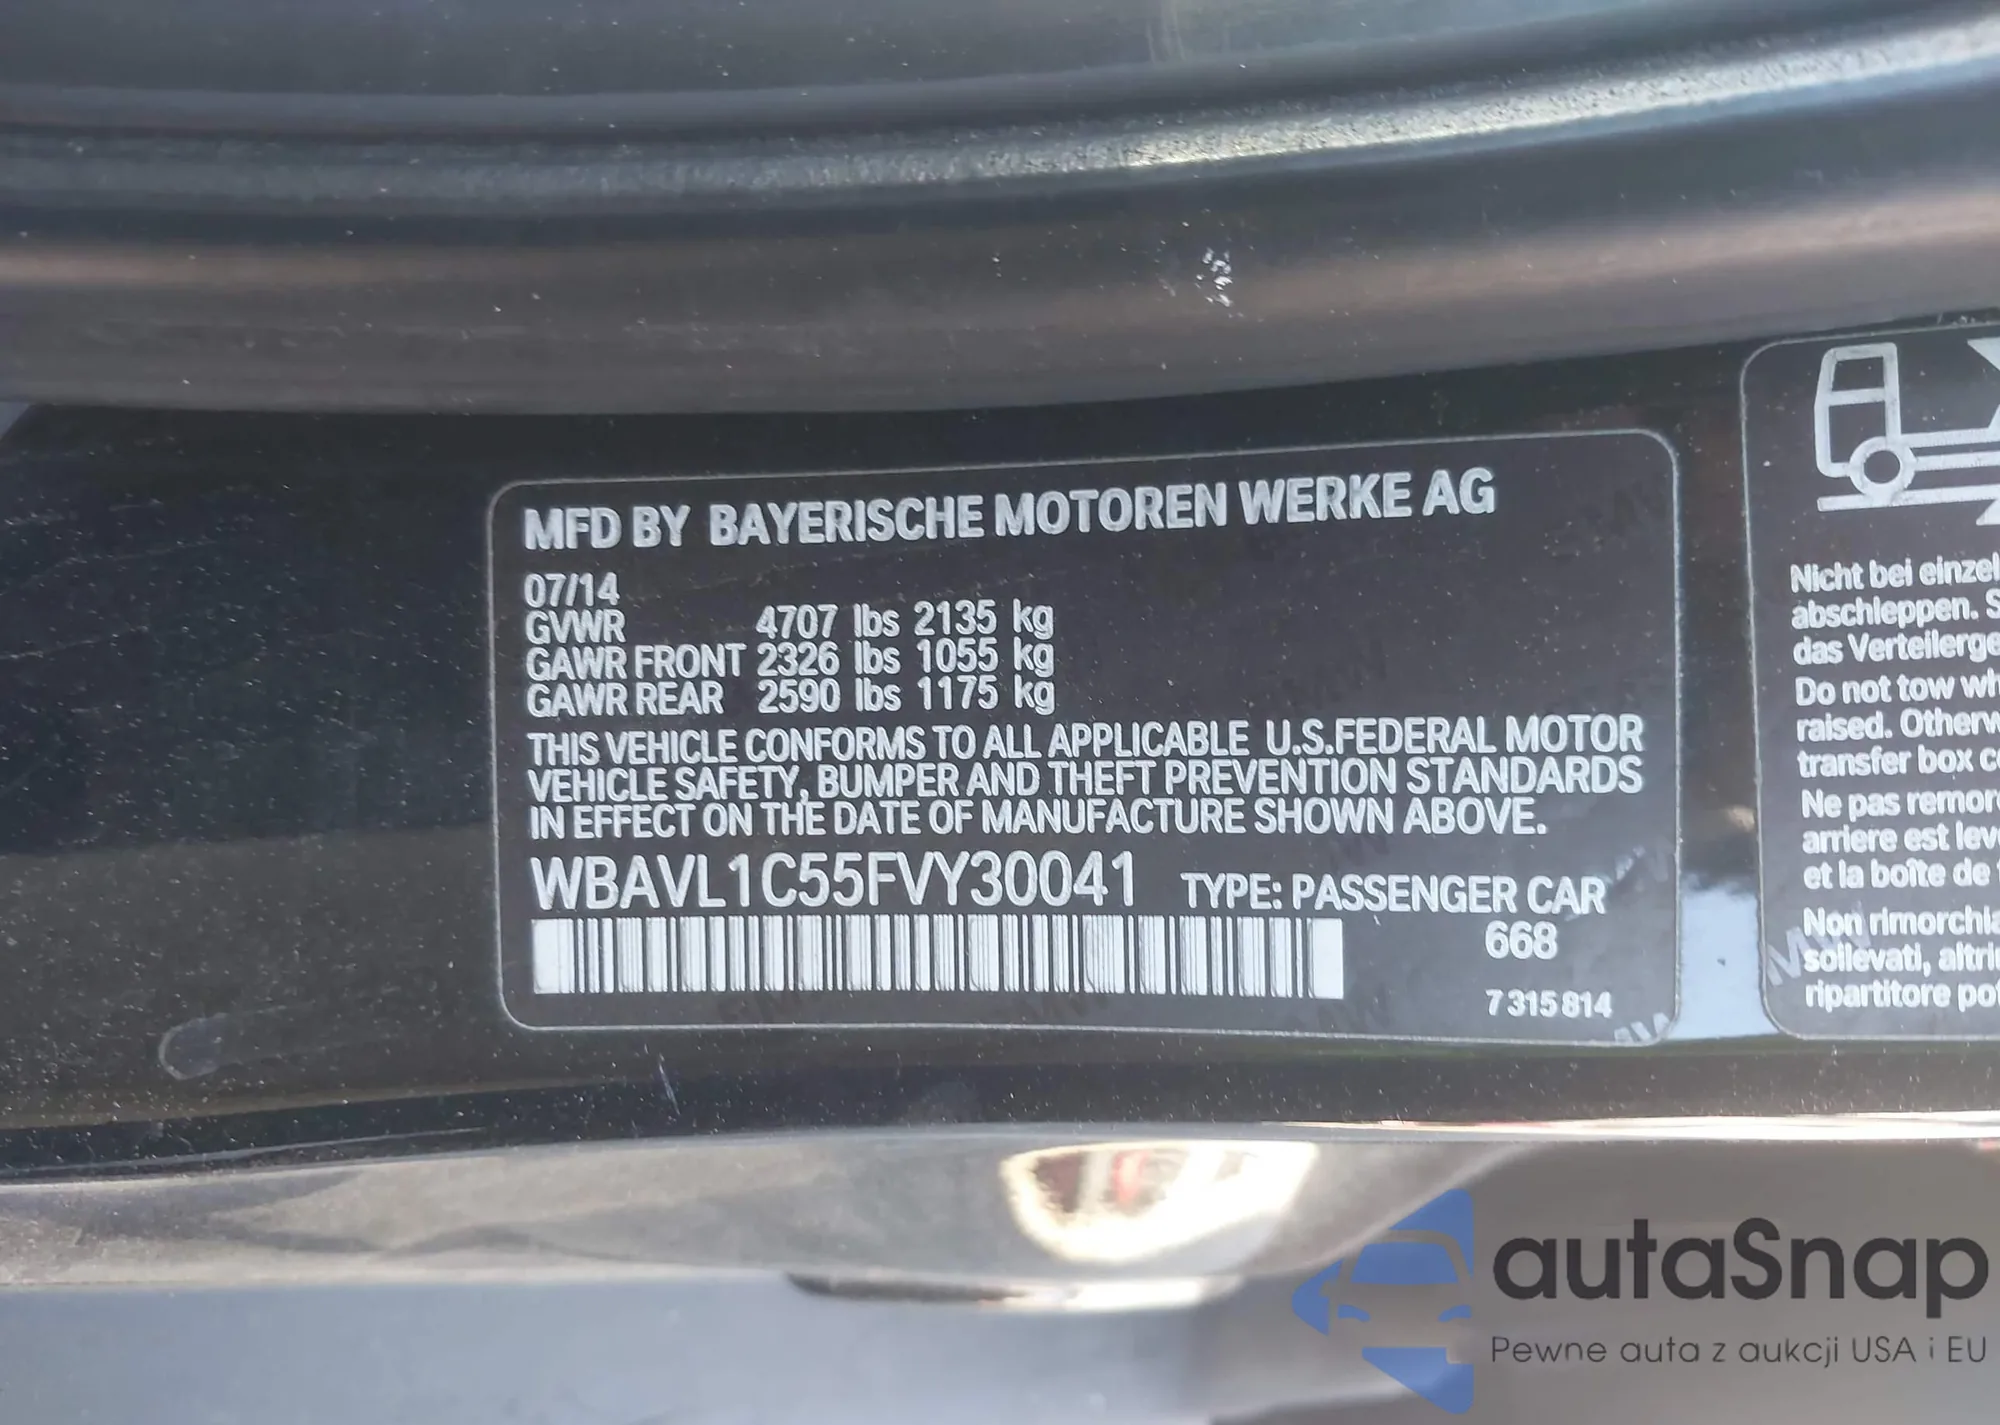 MFD BY BAYERISCHE MOTOREN WERKE AG
07/14
GVWR 4707 lbs 2135 kg
GAWR FRONT 2326 lbs 1055 kg
GAWR REAR 2590 lbs 1175 kg
THIS VEHICLE CONFORMS TO ALL APPLICABLE U.S.FEDERAL MOTOR
VEHICLE SAFETY, BUMPER AND THEFT PREVENTION STANDARDS
IN EFFECT ON THE DATE OF MANUFACTURE SHOWN ABOVE.
WBAVL1C55FVY30041 TYPE: PASSENGER CAR
668
7 315 814
Nicht bei einzel
abschleppen. S
das Verteilerge
Do not tow wh
raised. Otherw
transfer box c
Ne pas remor
arriere est lev
et la boîte de
Non rimorchia
sollevati, altri
ripartitore pot
autaSnap
Pewne auta z aukcji USA i EU